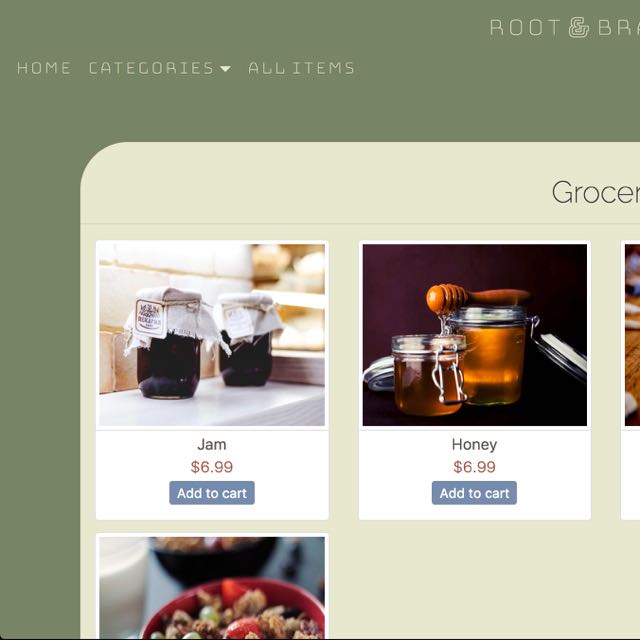 ROOT & BRA
HOME CATEGORIES ALL ITEMS
Grocer
Jam
$6.99
Add to cart
Honey
$6.99
Add to cart